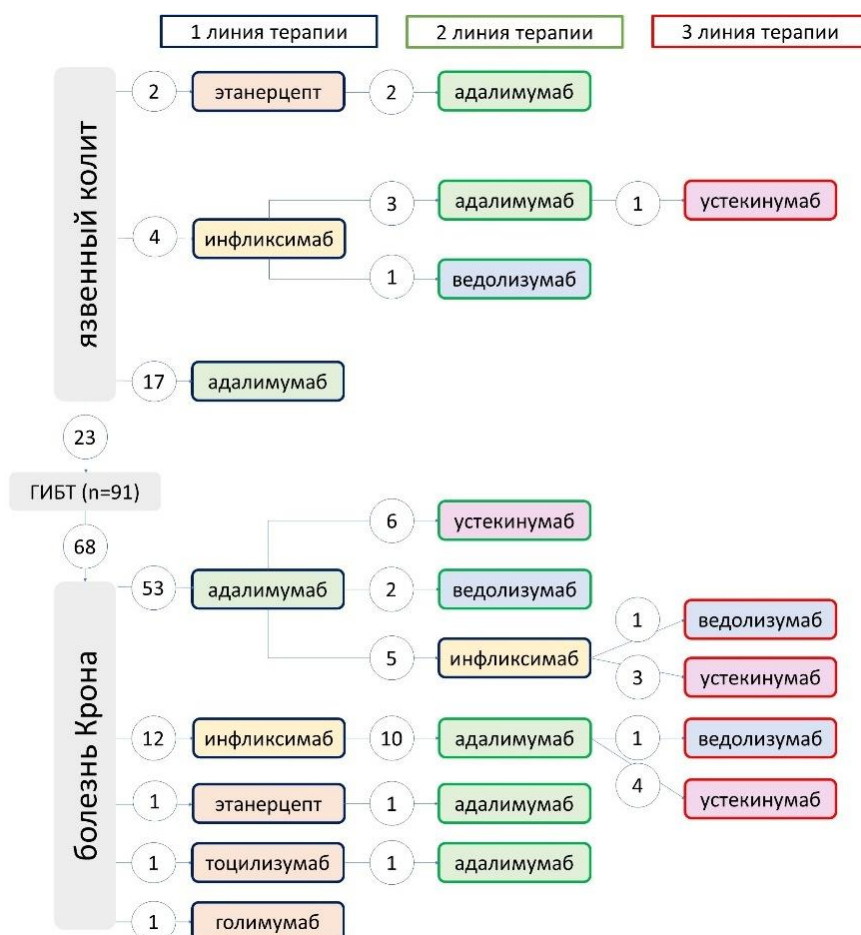 1 линия терапии 2 линия терапии 3 линия терапии
язвенный колит
2 этанерцепт 2 адалимумаб
3 адалимумаб 1 устекинумаб
4 инфликсимаб
1 ведолизумаб
17 адалимумаб
23
ГИБТ (n=91)
68
болезнь Крона
6 устекинумаб
53 адалимумаб 2 ведолизумаб
1 ведолизумаб
5 инфликсимаб
3 устекинумаб
12 инфликсимаб 10 адалимумаб 1 ведолизумаб
4 устекинумаб
1 этанерцепт 1 адалимумаб
1 тоцилизумаб 1 адалимумаб
1 голимумаб